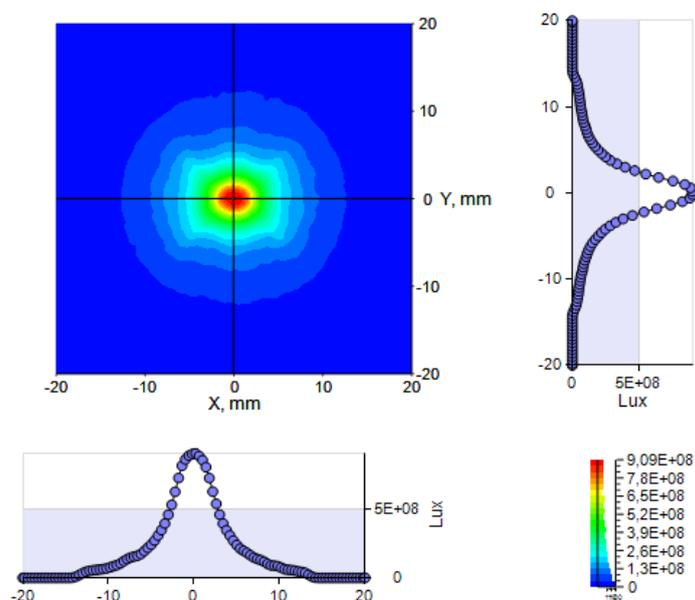 20
10
0 Y, mm
-10
-20
-20 -10 0 10 20
X, mm
20
10
0
-10
-20
0 5E+08
Lux
5E+08
0
Lux
-20 -10 0 10 20
9,09E+08
7,8E+08
6,5E+08
5,2E+08
3,9E+08
2,6E+08
1,3E+08
0